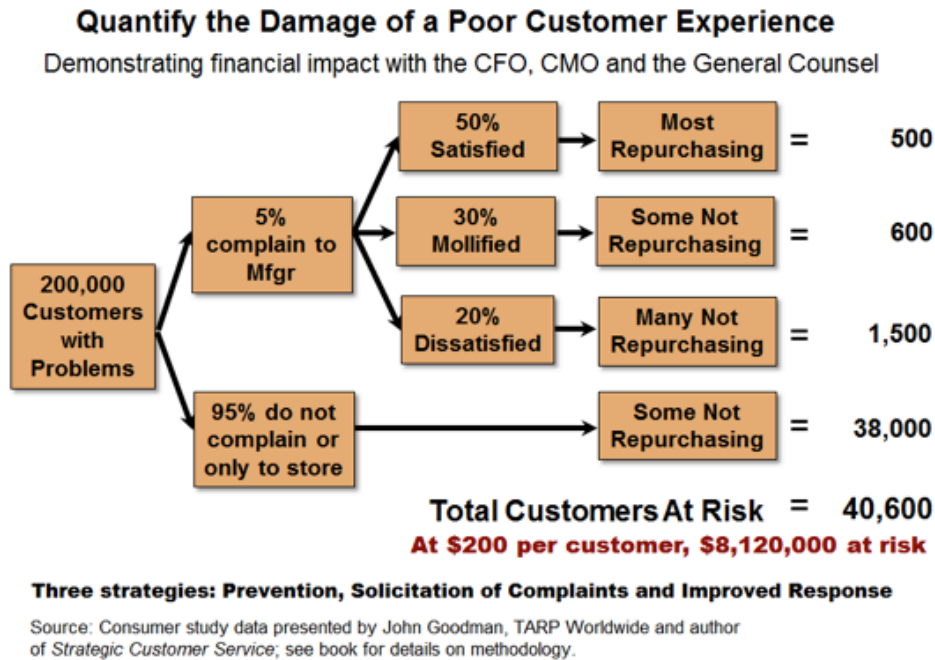 Quantify the Damage of a Poor Customer Experience
Demonstrating financial impact with the CFO, CMO and the General Counsel
200,000
Customers
with
Problems
5%
complain to
Mfgr
95% do not
complain or
only to store
50%
Satisfied
Most
Repurchasing
= 500
30%
Mollified
Some Not
Repurchasing
= 600
20%
Dissatisfied
Many Not
Repurchasing
= 1,500
Some Not
Repurchasing
= 38,000
Total Customers At Risk = 40,600
At $200 per customer, $8,120,000 at risk
Three strategies: Prevention, Solicitation of Complaints and Improved Response
Source: Consumer study data presented by John Goodman, TARP Worldwide and author
of Strategic Customer Service; see book for details on methodology.